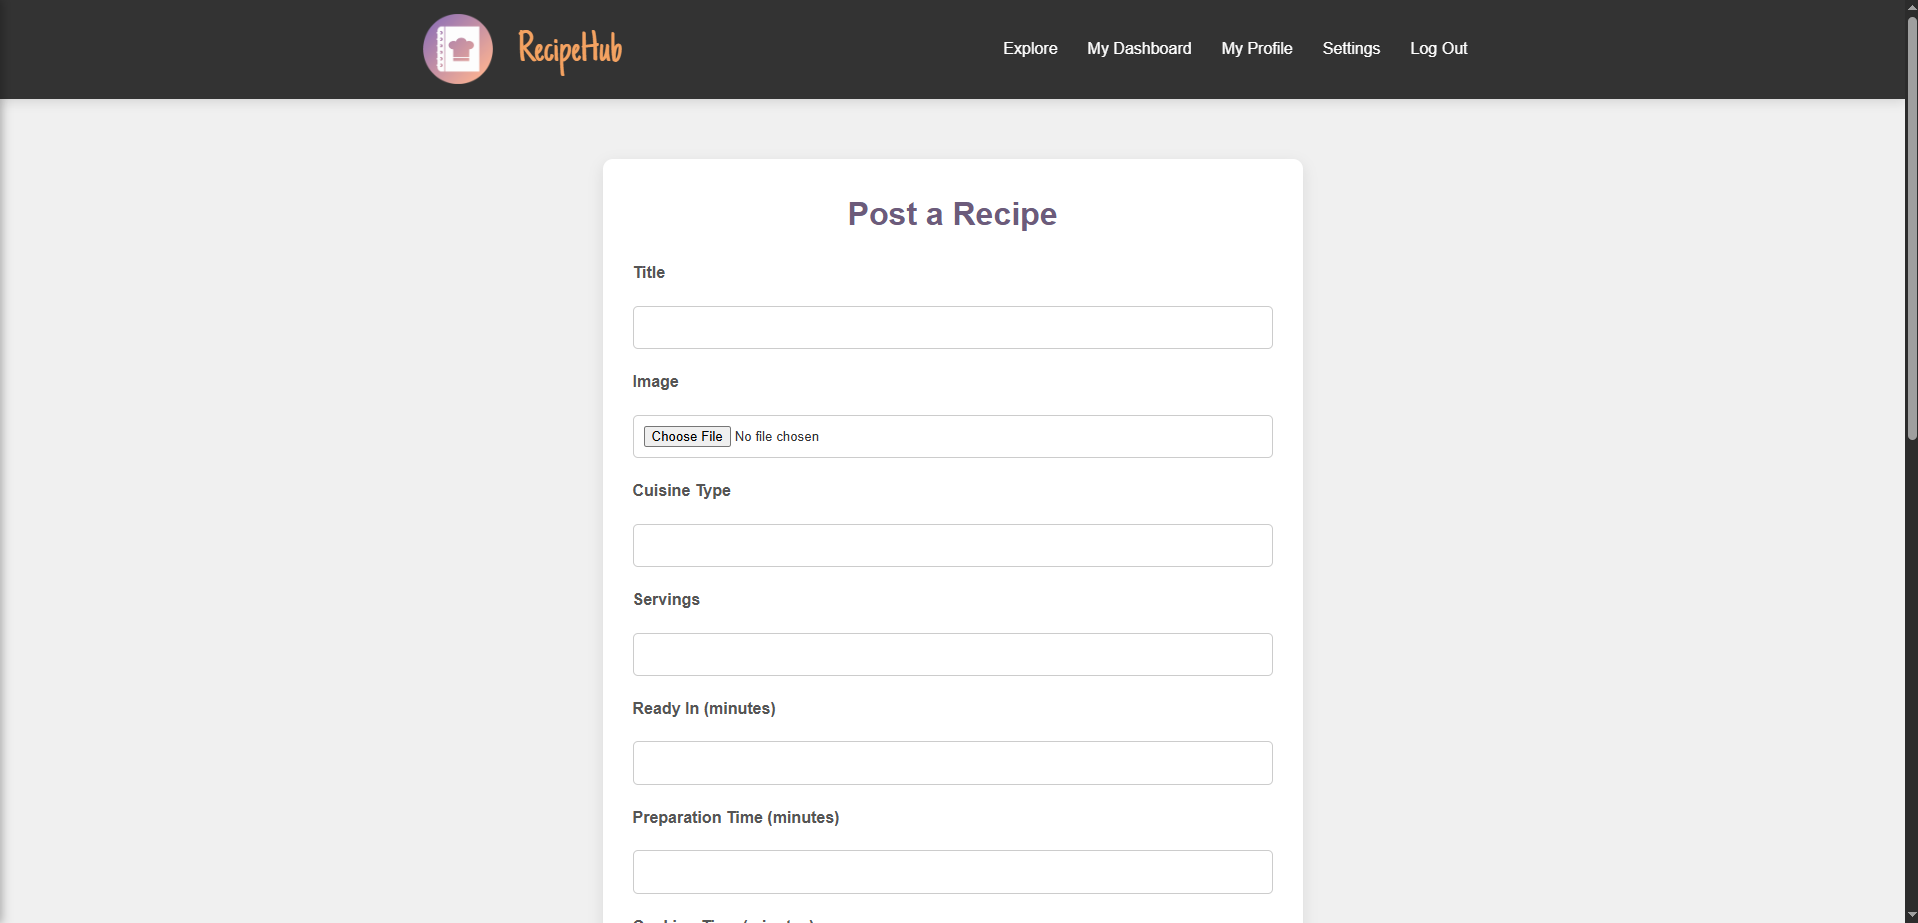 RecipeHub
Explore My Dashboard My Profile Settings Log Out
Post a Recipe
Title
Image
Choose File No file chosen
Cuisine Type
Servings
Ready In (minutes)
Preparation Time (minutes)